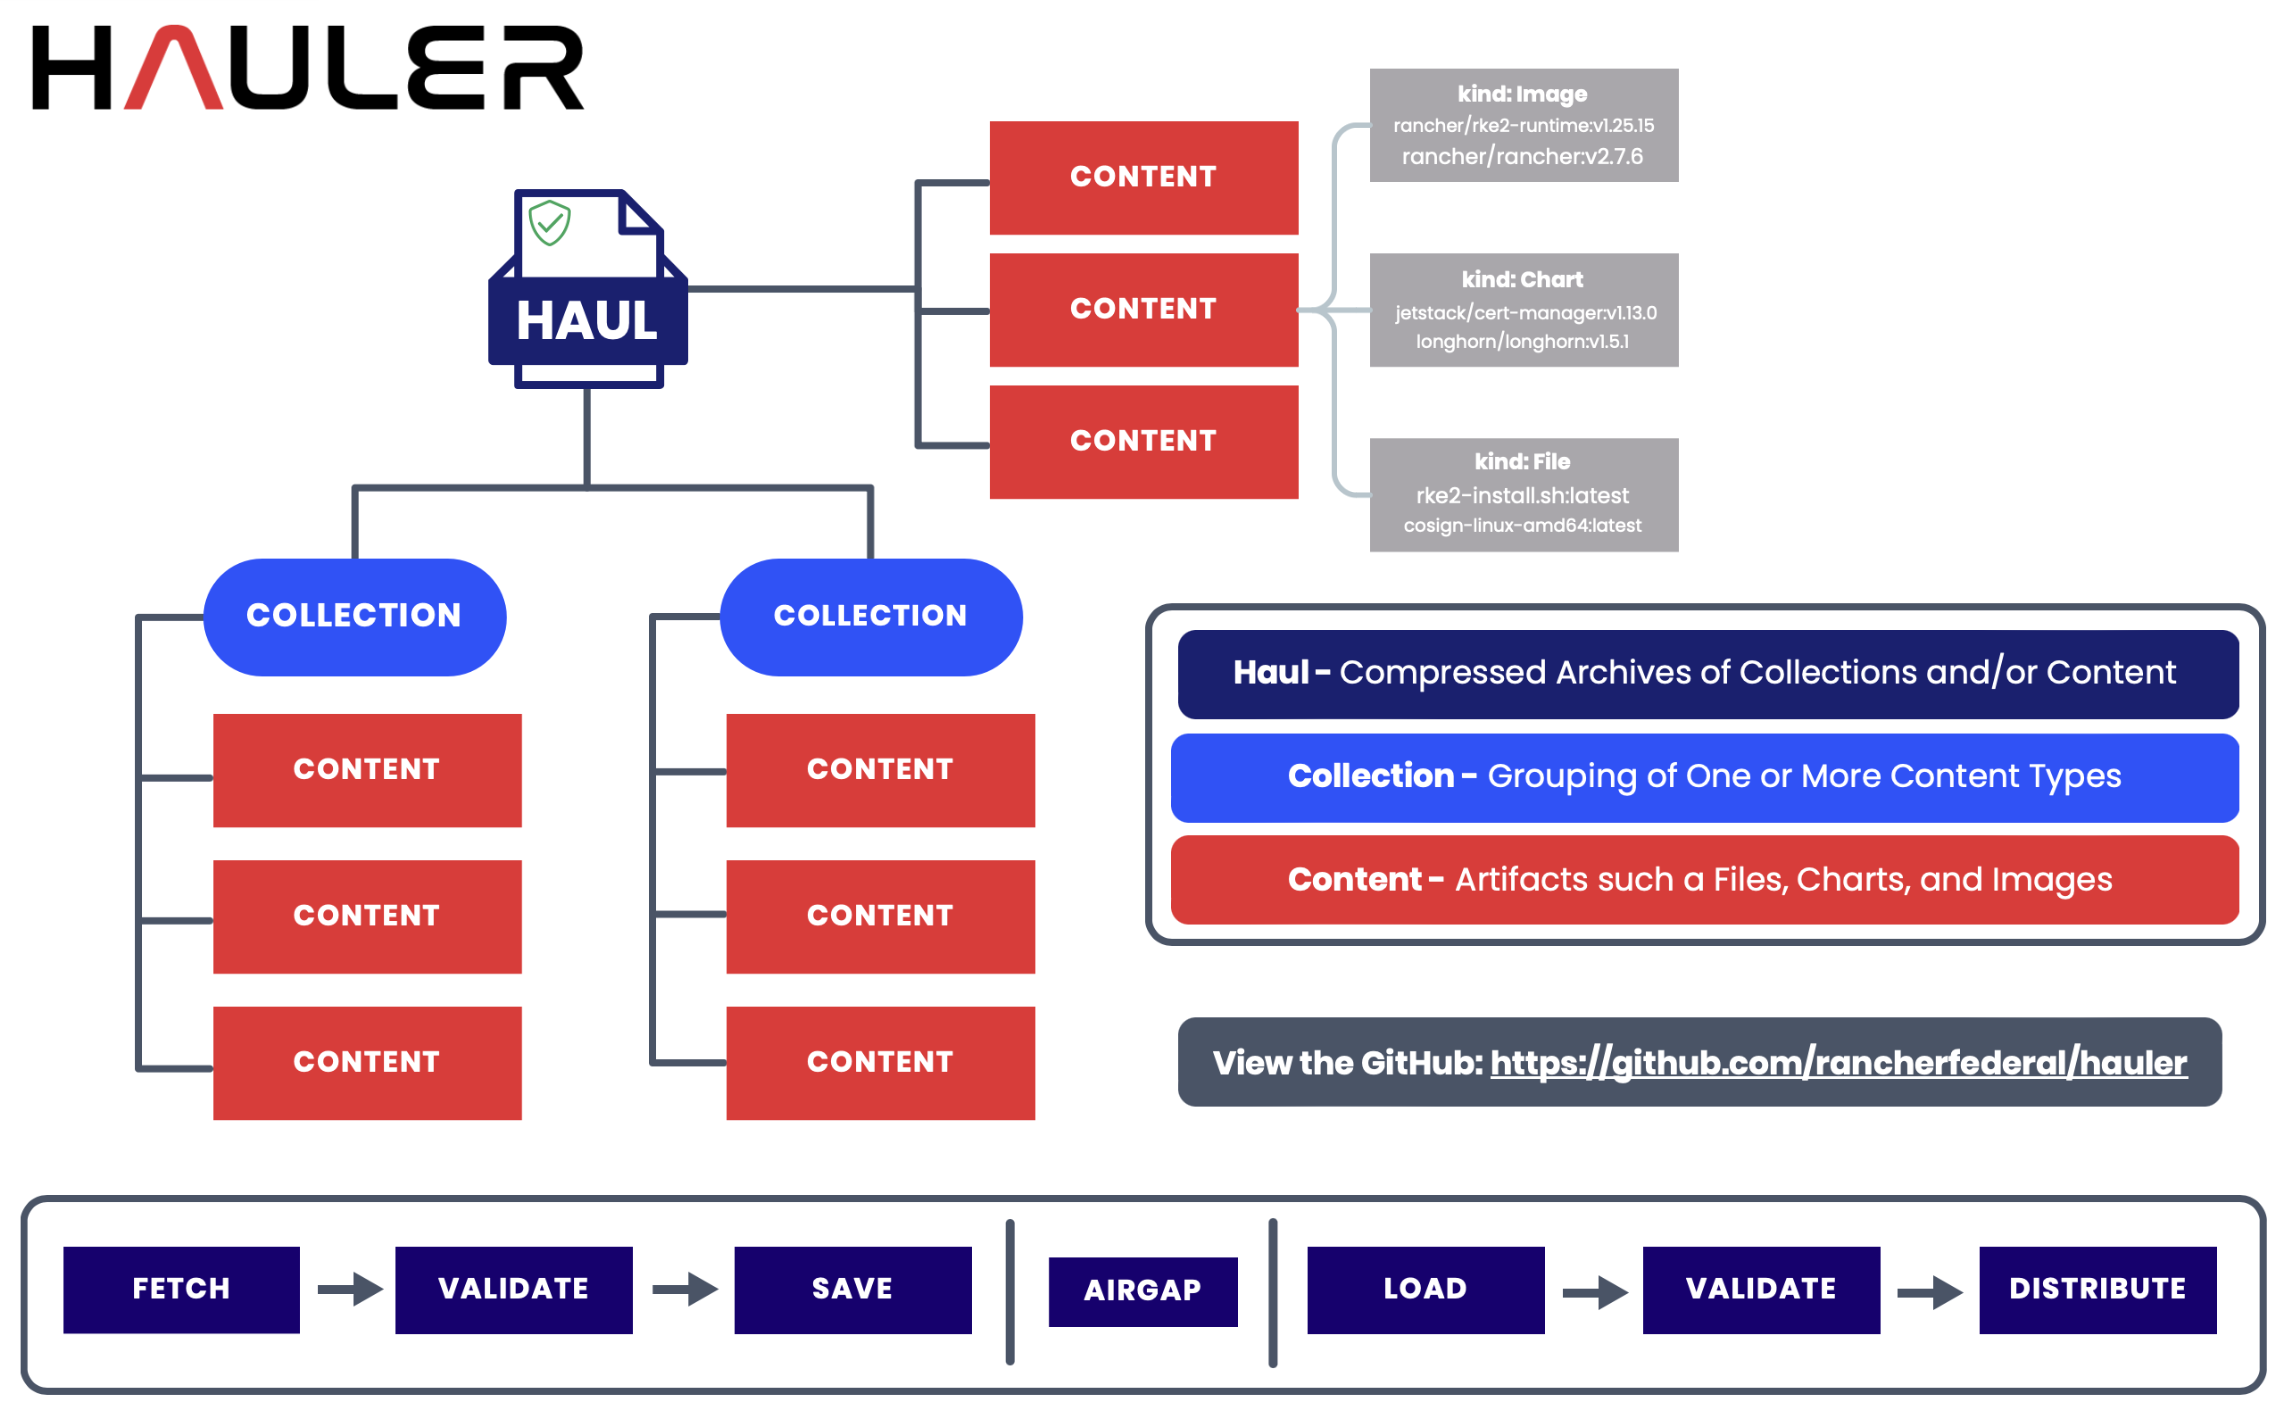 HAULER
HAUL
CONTENT
CONTENT
CONTENT
kind: Image
rancher/rke2-runtime:v1.25.15
rancher/rancher:v2.7.6
kind: Chart
jetstack/cert-manager:v1.13.0
longhorn/longhorn:v1.5.1
kind: File
rke2-install.sh:latest
cosign-linux-amd64:latest
COLLECTION
CONTENT
CONTENT
CONTENT
COLLECTION
CONTENT
CONTENT
CONTENT
Haul - Compressed Archives of Collections and/or Content
Collection - Grouping of One or More Content Types
Content - Artifacts such a Files, Charts, and Images
View the GitHub: https://github.com/rancherfederal/hauler
FETCH
VALIDATE
SAVE
AIRGAP
LOAD
VALIDATE
DISTRIBUTE